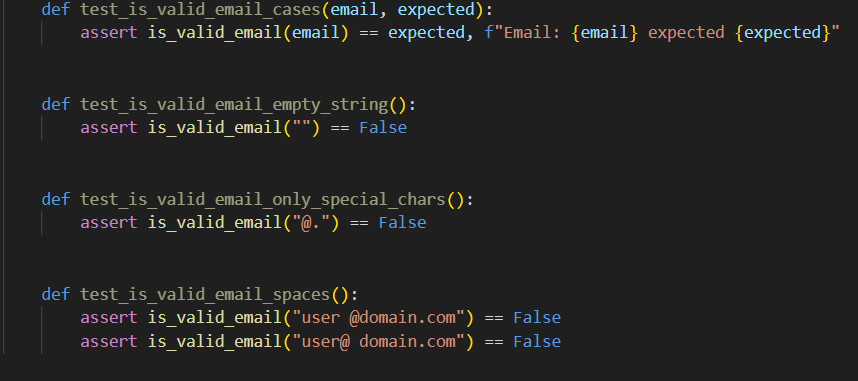 def test_is_valid_email_cases(email, expected):
    assert is_valid_email(email) == expected, f"Email: {email} expected {expected}"
def test_is_valid_email_empty_string():
    assert is_valid_email("") == False
def test_is_valid_email_only_special_chars():
    assert is_valid_email("@.") == False
def test_is_valid_email_spaces():
    assert is_valid_email("user @domain.com") == False
    assert is_valid_email("user@ domain.com") == False